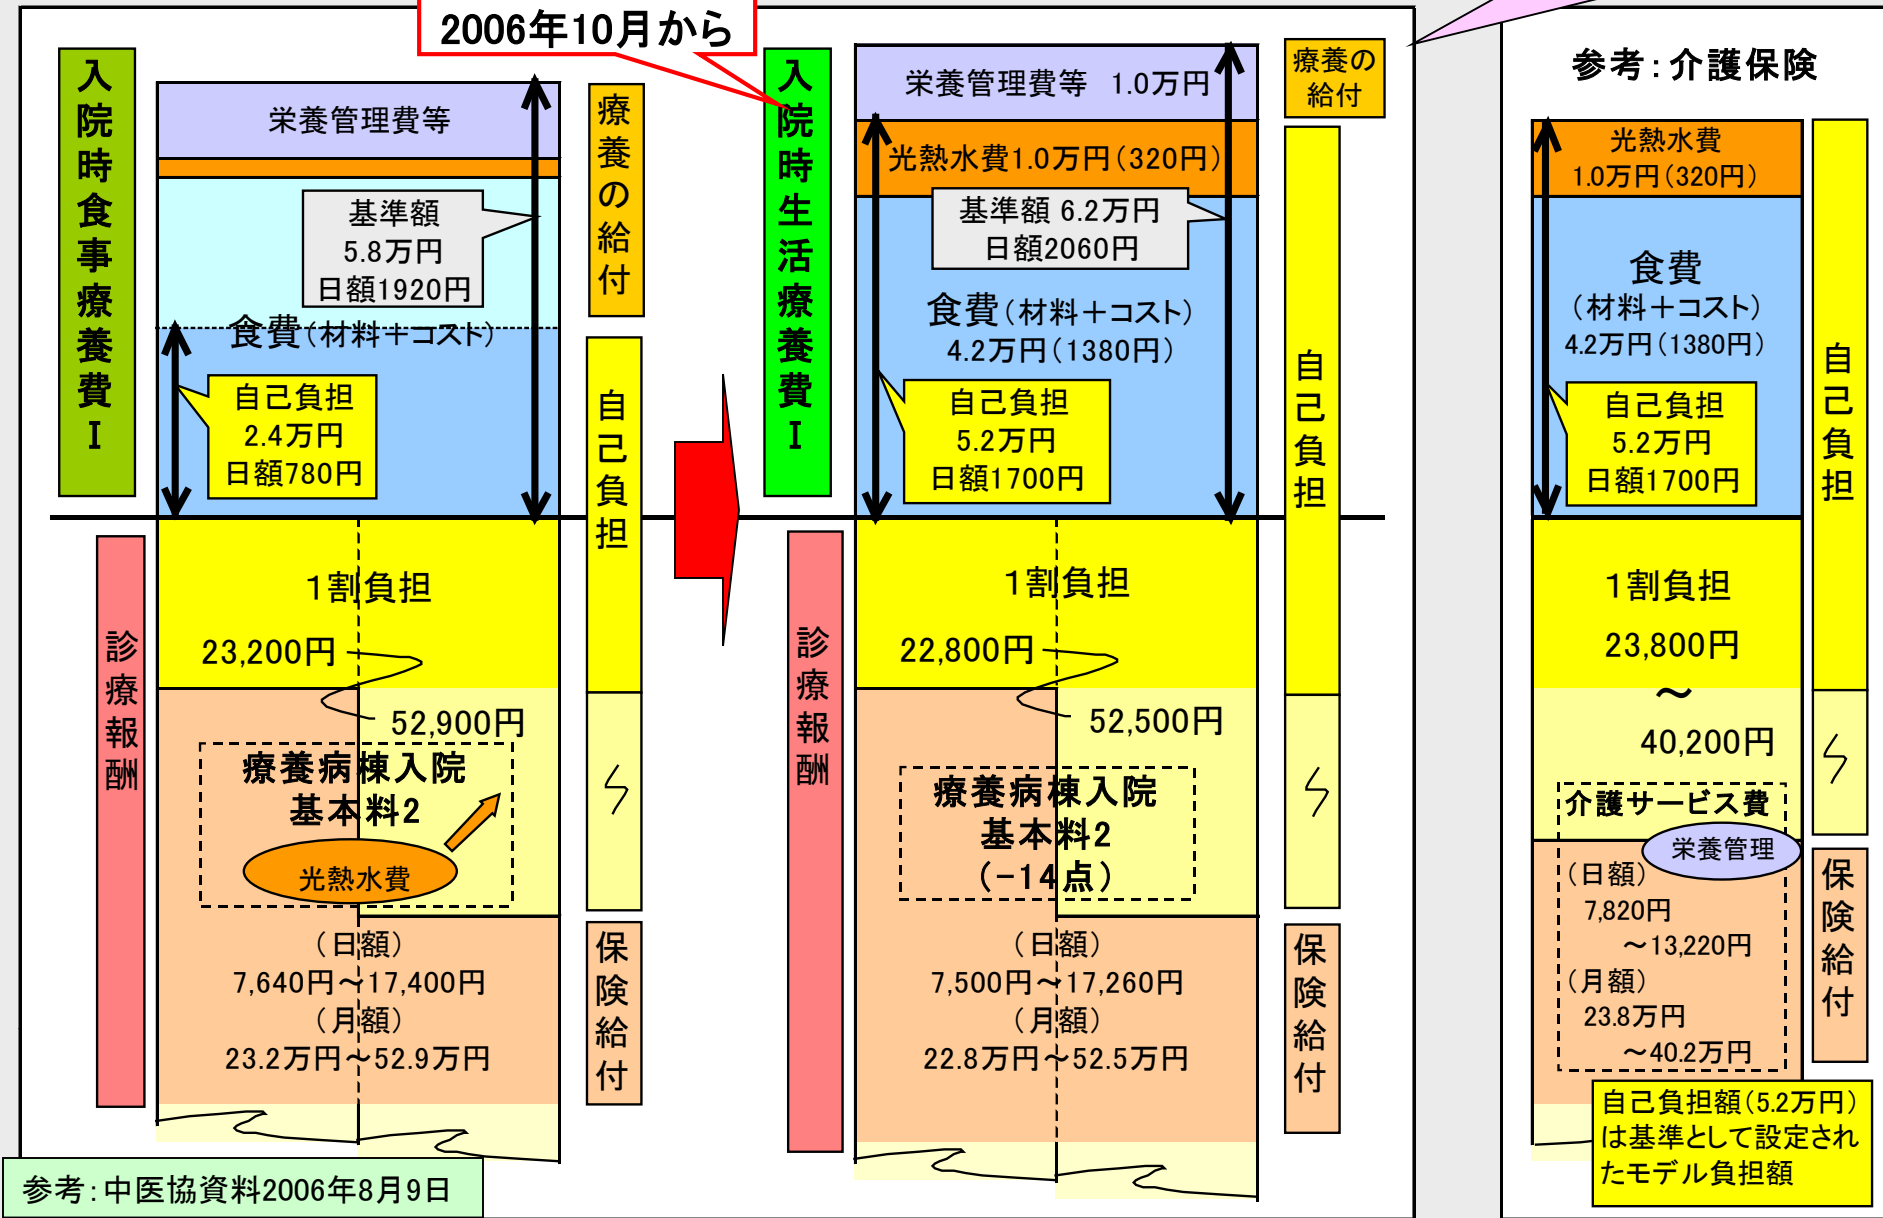 2006年10月から
入院時食事療養費Ⅰ
栄養管理費等
基準額
5.8万円
日額1920円
食費(材料+コスト)
自己負担
2.4万円
日額780円
療養の給付
自己負担
診療報酬
1割負担
23,200円
52,900円
療養病棟入院
基本料2
光熱水費
(日額)
7,640円~17,400円
(月額)
23.2万円~52.9万円
保険給付
参考:中医協資料2006年8月9日
入院時生活療養費Ⅰ
栄養管理費等 1.0万円
光熱水費1.0万円(320円)
基準額 6.2万円
日額2060円
食費(材料+コスト)
4.2万円(1380円)
自己負担
5.2万円
日額1700円
療養の
給付
自己負担
診療報酬
1割負担
22,800円
52,500円
療養病棟入院
基本料2
(-14点)
(日額)
7,500円~17,260円
(月額)
22.8万円~52.5万円
保険給付
参考:介護保険
光熱水費
1.0万円(320円)
食費
(材料+コスト)
4.2万円(1380円)
自己負担
5.2万円
日額1700円
自己負担
1割負担
23,800円
~
40,200円
介護サービス費
栄養管理
(日額)
7,820円
~13,220円
(月額)
23.8万円
~40.2万円
保険給付
自己負担額(5.2万円)
は基準として設定され
たモデル負担額